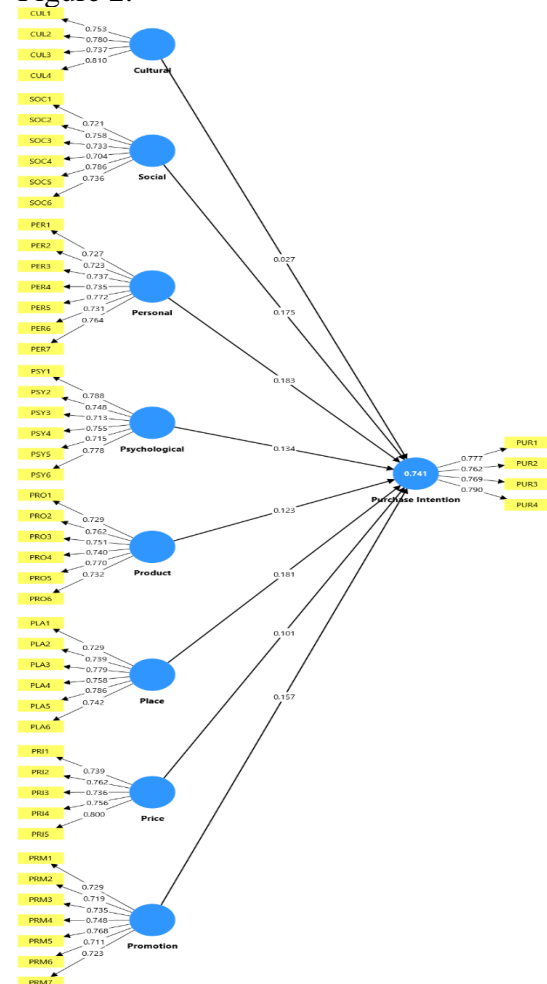 Figure 2.
CUL1
CUL2
CUL3
CUL4
0.753
0.780
0.737
0.810
Cultural
SOC1
SOC2
SOC3
SOC4
SOC5
SOC6
0.721
0.758
0.733
0.704
0.786
0.736
Social
PER1
PER2
PER3
PER4
PER5
PER6
PER7
0.727
0.723
0.737
0.735
0.772
0.731
0.764
Personal
PSY1
PSY2
PSY3
PSY4
PSY5
PSY6
0.788
0.748
0.713
0.755
0.715
0.778
Psychological
PRO1
PRO2
PRO3
PRO4
PRO5
PRO6
0.729
0.762
0.751
0.740
0.770
0.732
Product
PLA1
PLA2
PLA3
PLA4
PLA5
PLA6
0.729
0.739
0.779
0.758
0.786
0.742
Place
PRI1
PRI2
PRI3
PRI4
PRI5
0.739
0.762
0.736
0.756
0.800
Price
PRM1
PRM2
PRM3
PRM4
PRM5
PRM6
PRM7
0.729
0.719
0.735
0.748
0.768
0.711
0.723
Promotion
0.027
0.175
0.183
0.134
0.123
0.181
0.101
0.157
0.741
Purchase Intention
0.777
0.762
0.769
0.790
PUR1
PUR2
PUR3
PUR4